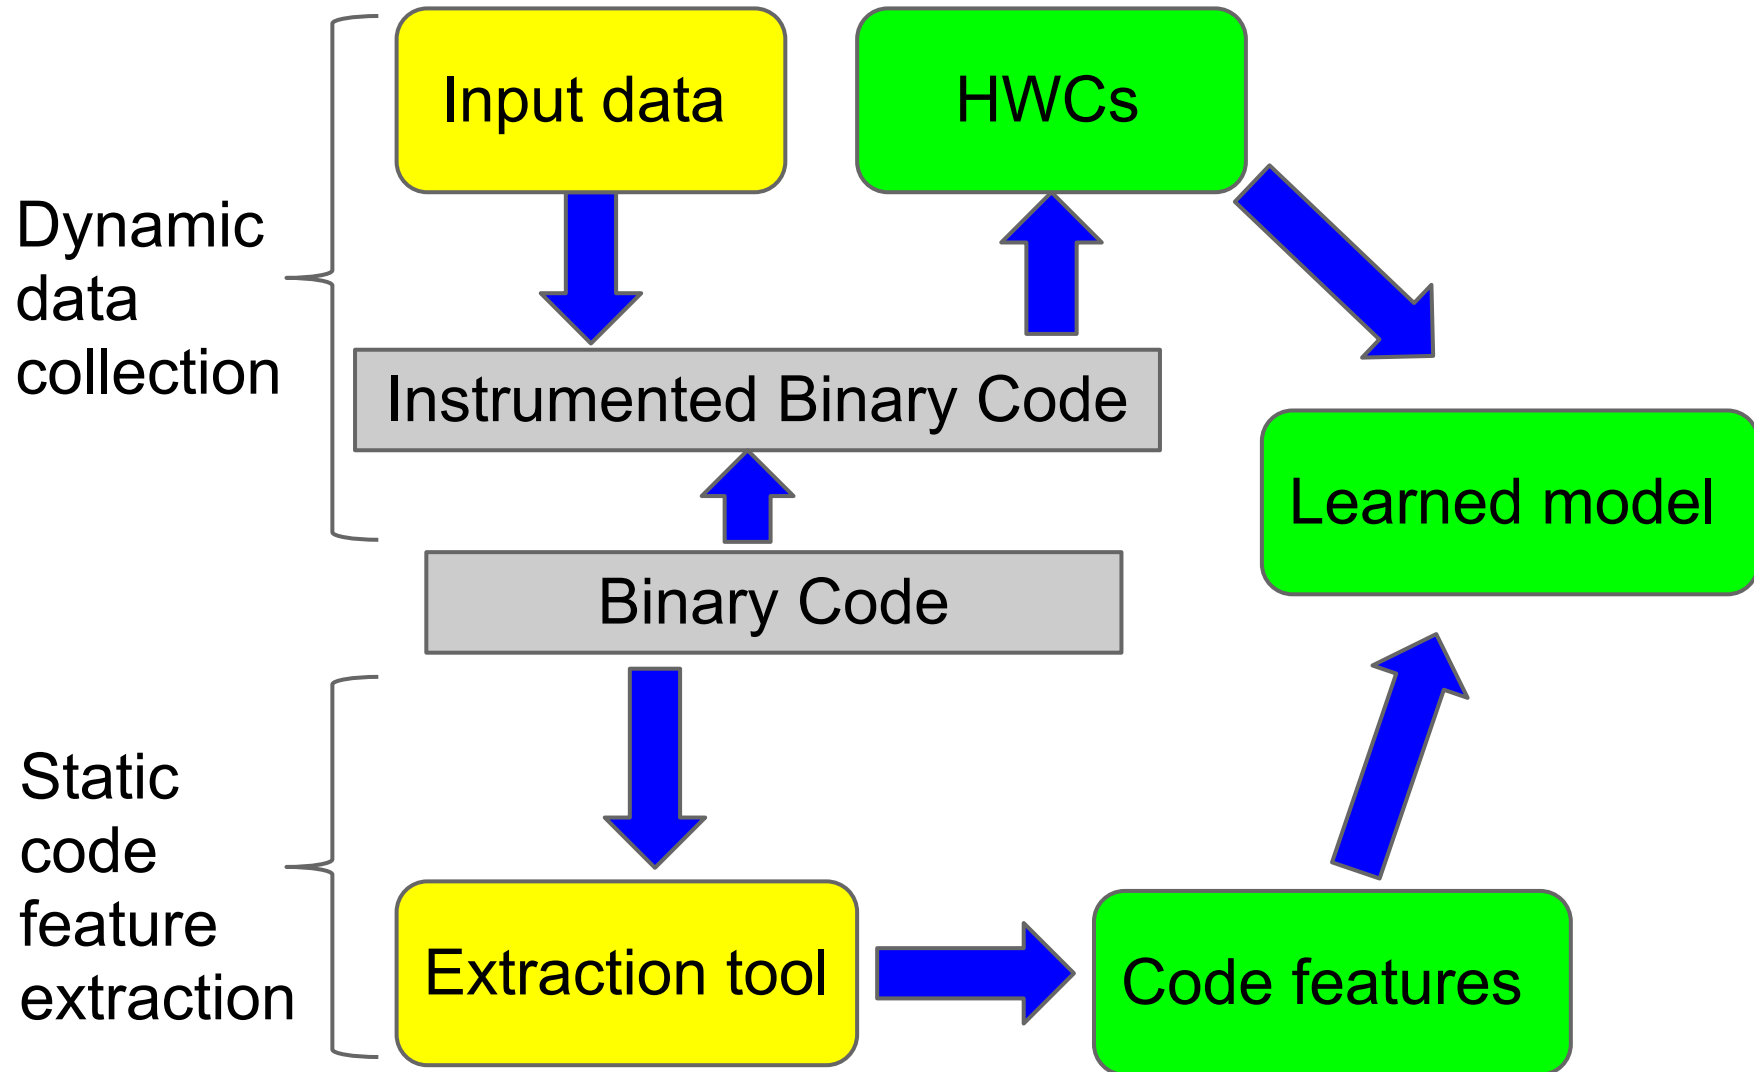 Input data
HWCs
Dynamic
data
collection
Instrumented Binary Code
Learned model
Binary Code
Static
code
feature
extraction
Extraction tool
Code features